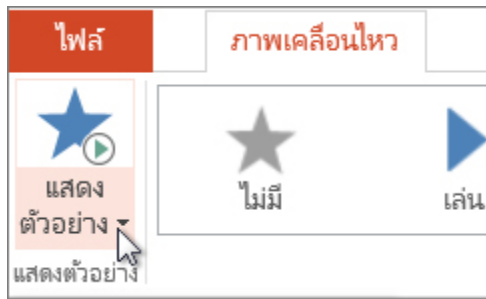 ไฟล์ ภาพเคลื่อนไหว
แสดง
ตัวอย่าง
ไม่มี เล่น
แสดงตัวอย่าง